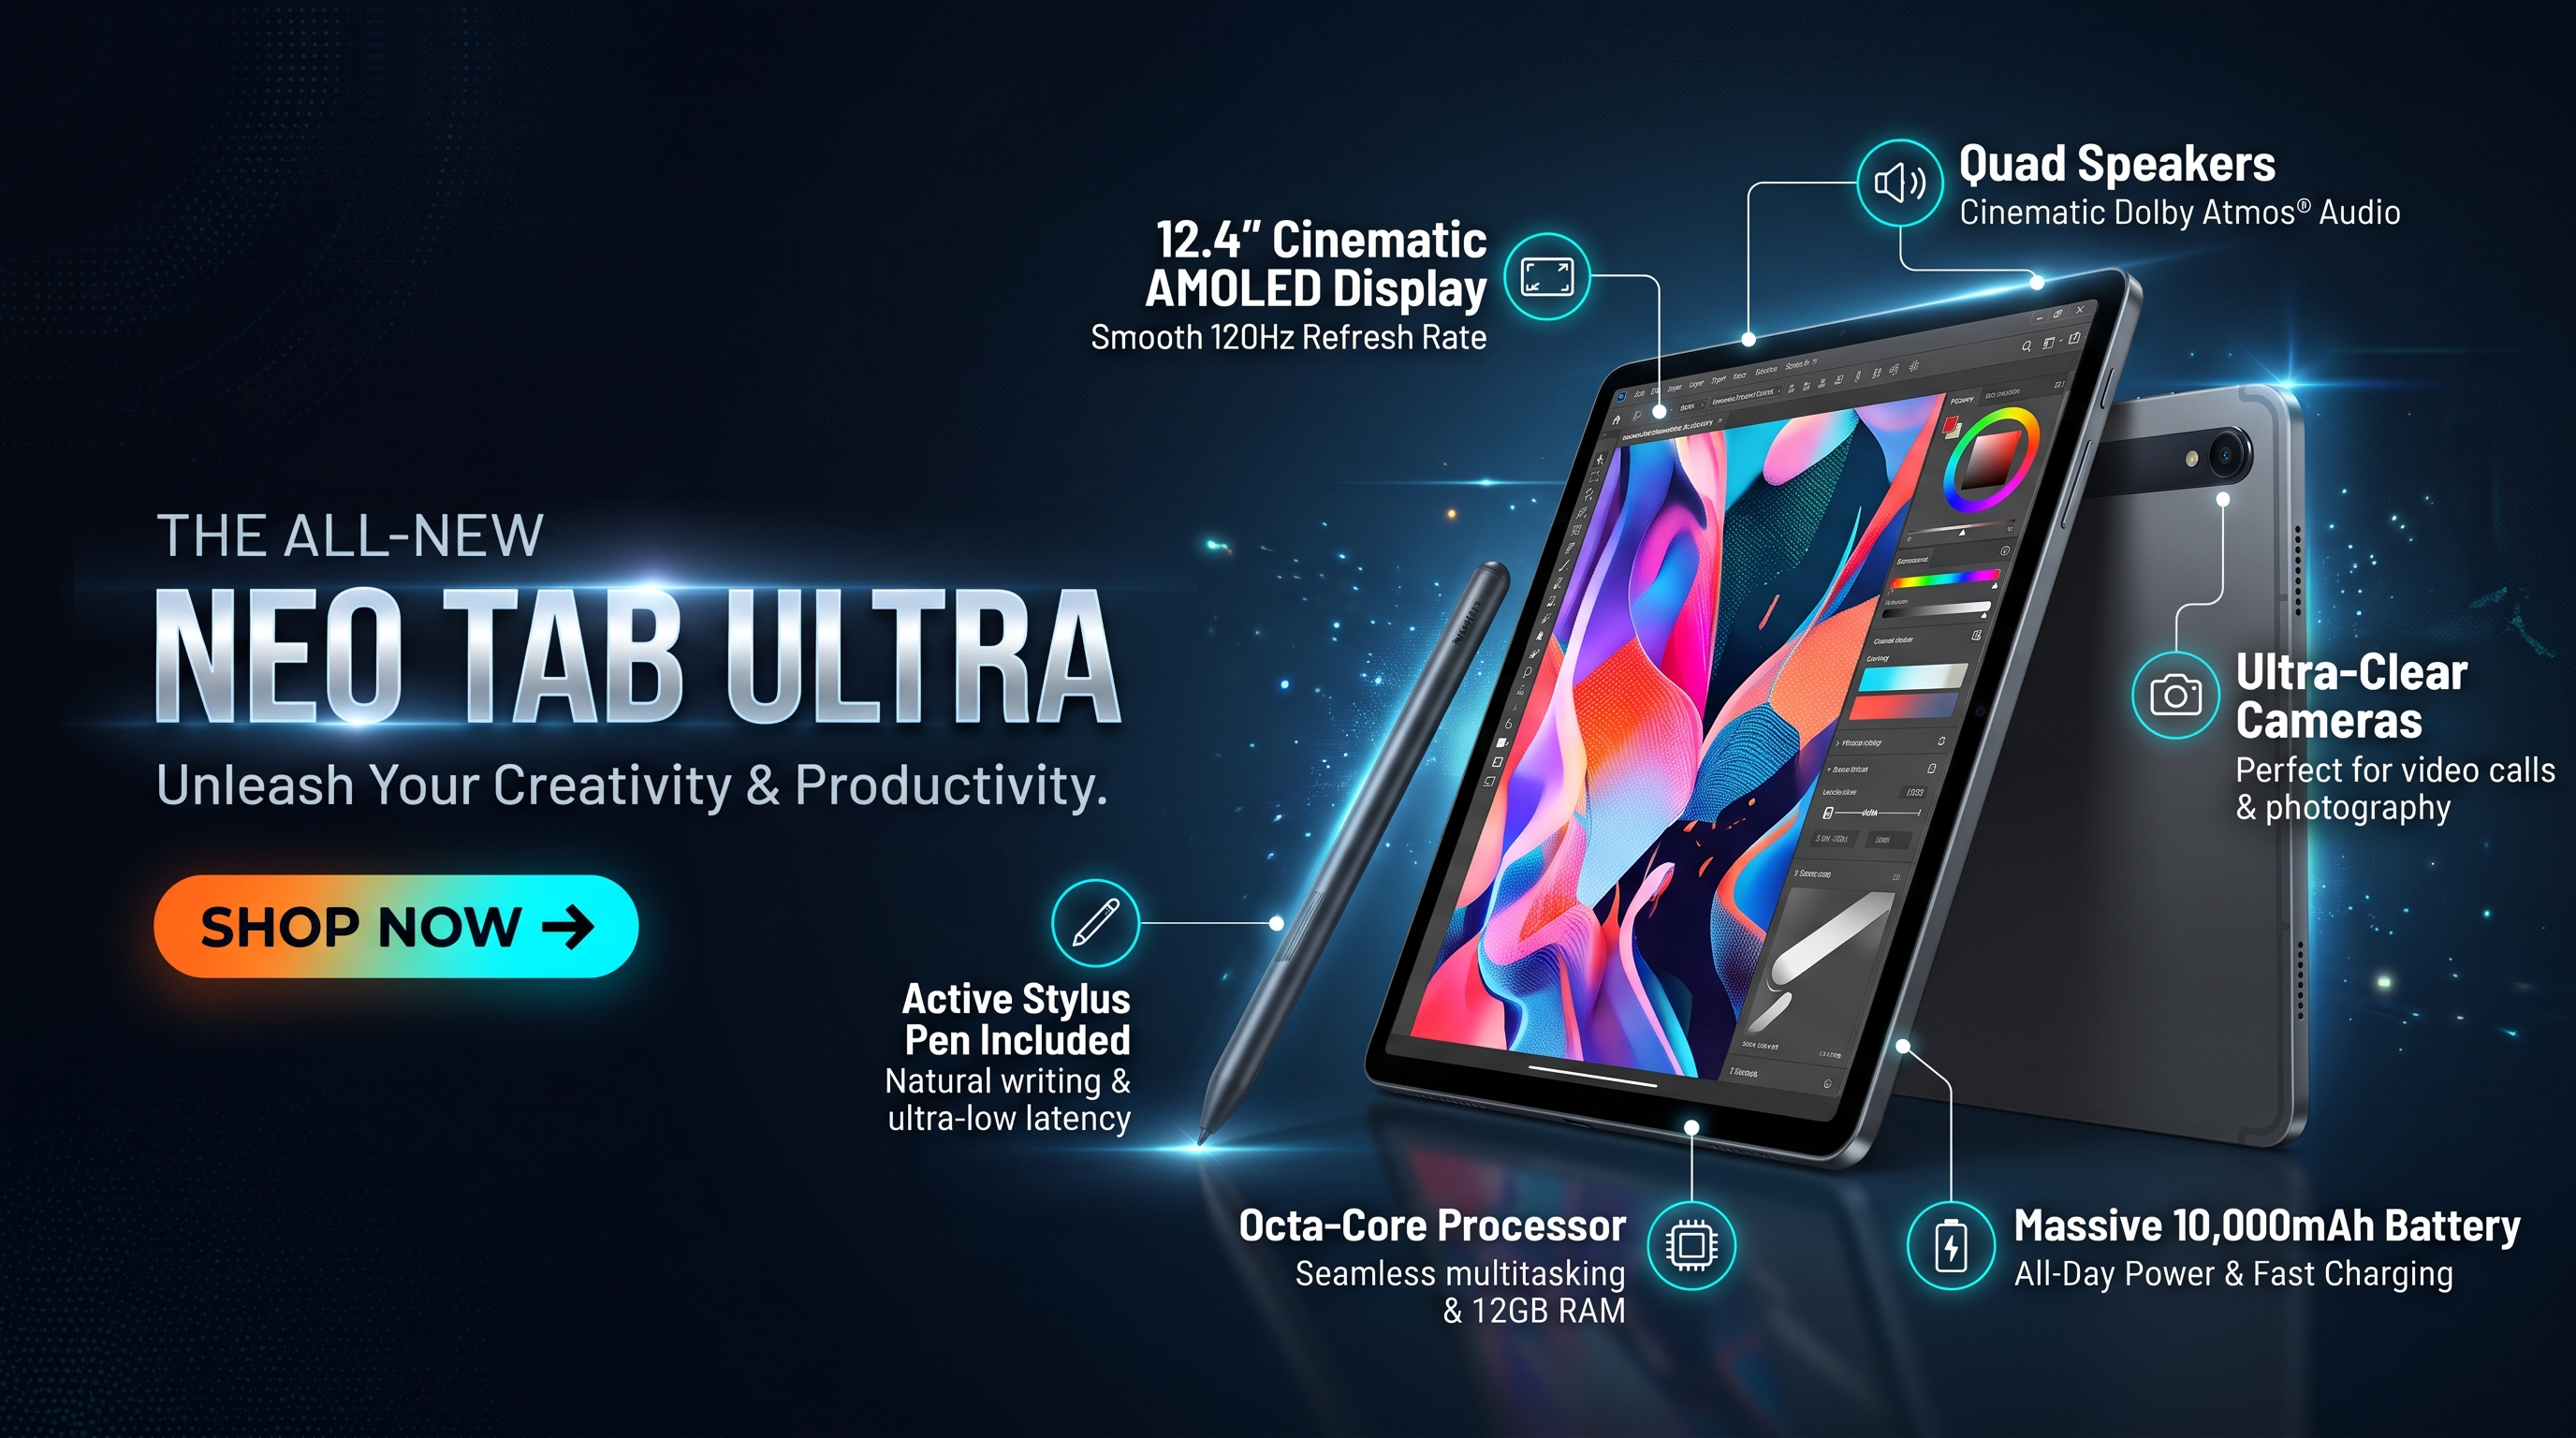 THE ALL-NEW
NEO TAB ULTRA
Unleash Your Creativity & Productivity.
SHOP NOW →
12.4″ Cinematic
AMOLED Display
Smooth 120Hz Refresh Rate
Quad Speakers
Cinematic Dolby Atmos® Audio
Ultra-Clear
Cameras
Perfect for video calls
& photography
Active Stylus
Pen Included
Natural writing &
ultra-low latency
Octa-Core Processor
Seamless multitasking
& 12GB RAM
Massive 10,000mAh Battery
All-Day Power & Fast Charging